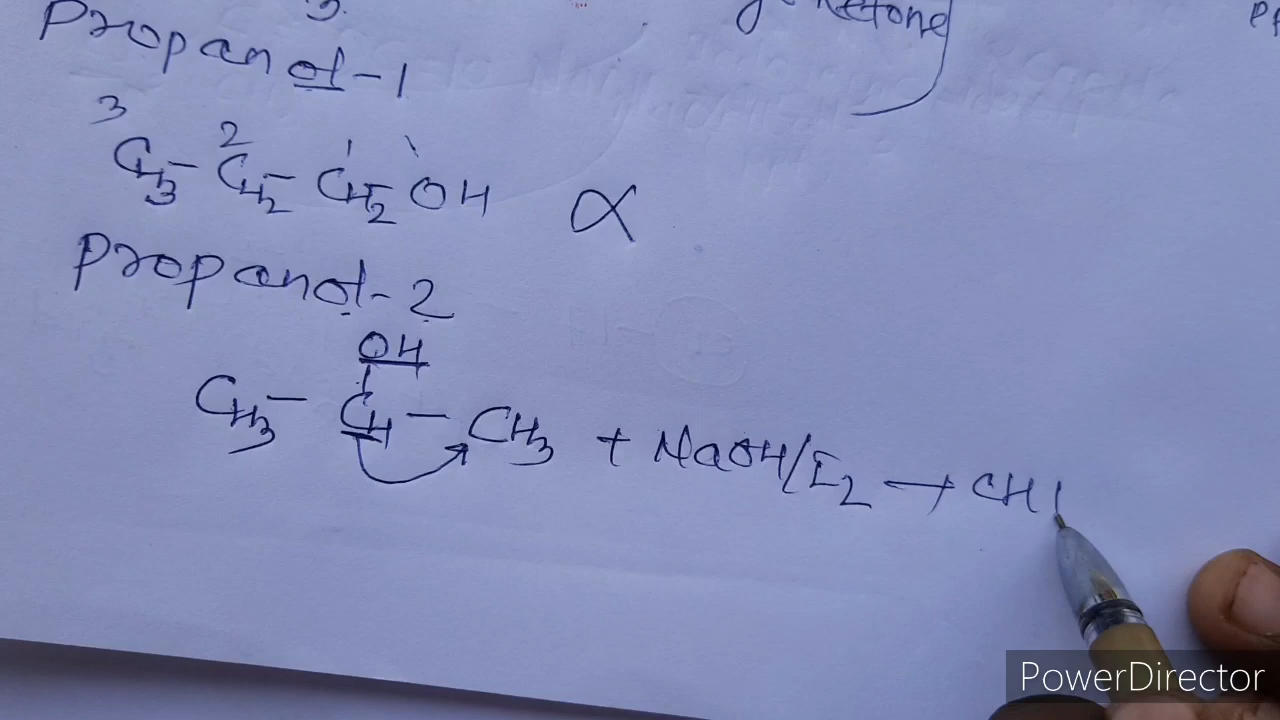 3.
Ketone
Propanol-1
3 2 1
CH3-CH2-CH2OH
Propanol-2
OH
CH3-CH-CH3 + NaOH/I2 → CHI
PowerDirector